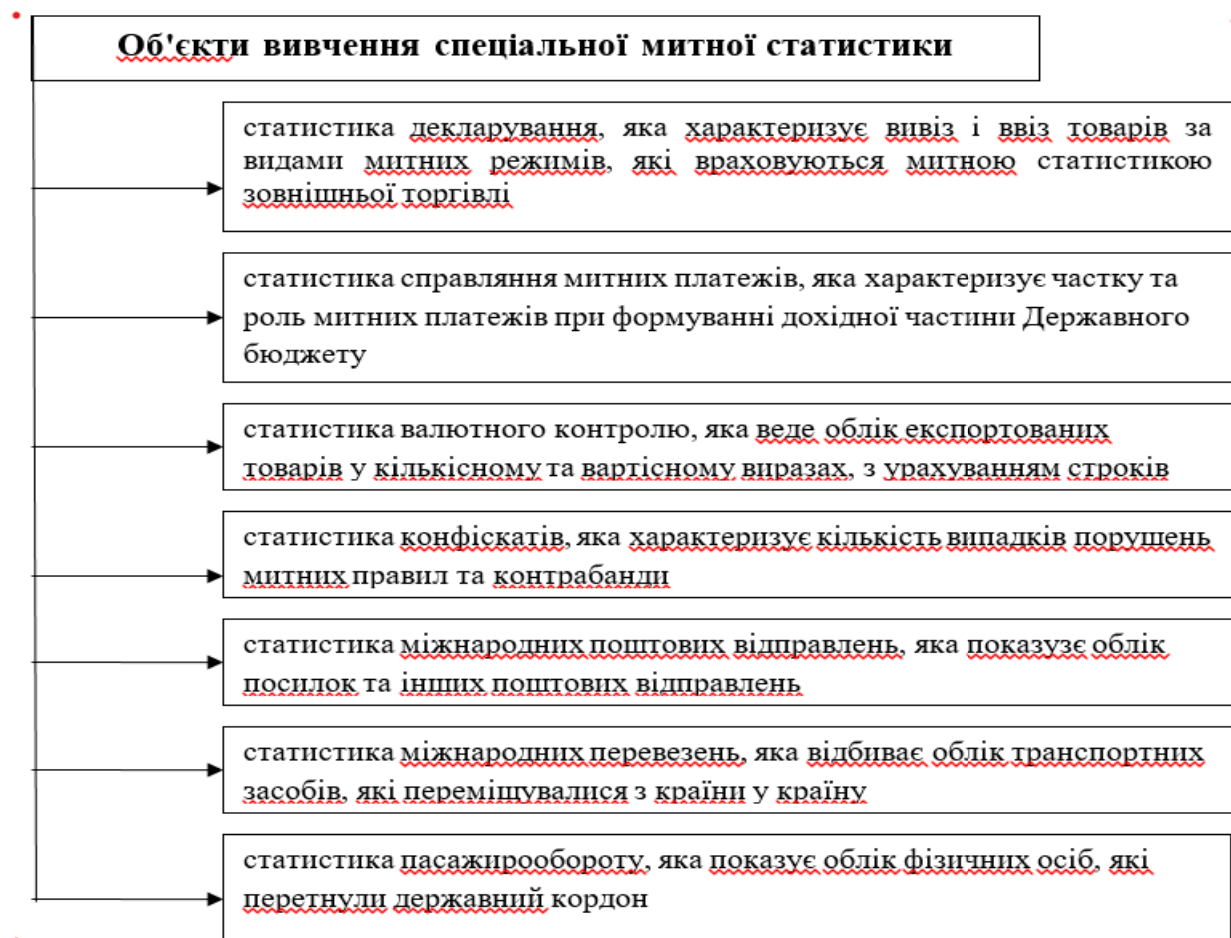 Об'єкти вивчення спеціальної митної статистики
статистика декларування, яка характеризує вивіз і ввіз товарів за
видами митних режимів, які враховуються митною статистикою
зовнішньої торгівлі
статистика справляння митних платежів, яка характеризує частку та
роль митних платежів при формуванні дохідної частини Державного
бюджету
статистика валютного контролю, яка веде облік експортованих
товарів у кількісному та вартісному виразах, з урахуванням строків
статистика конфіскатів, яка характеризує кількість випадків порушень
митних правил та контрабанди
статистика міжнародних поштових відправлень, яка показузє облік
посилок та інших поштових відправлень
статистика міжнародних перевезень, яка відбиває облік транспортних
засобів, які переміщувалися з країни у країну
статистика пасажирообороту, яка показує облік фізичних осіб, які
перетнули державний кордон